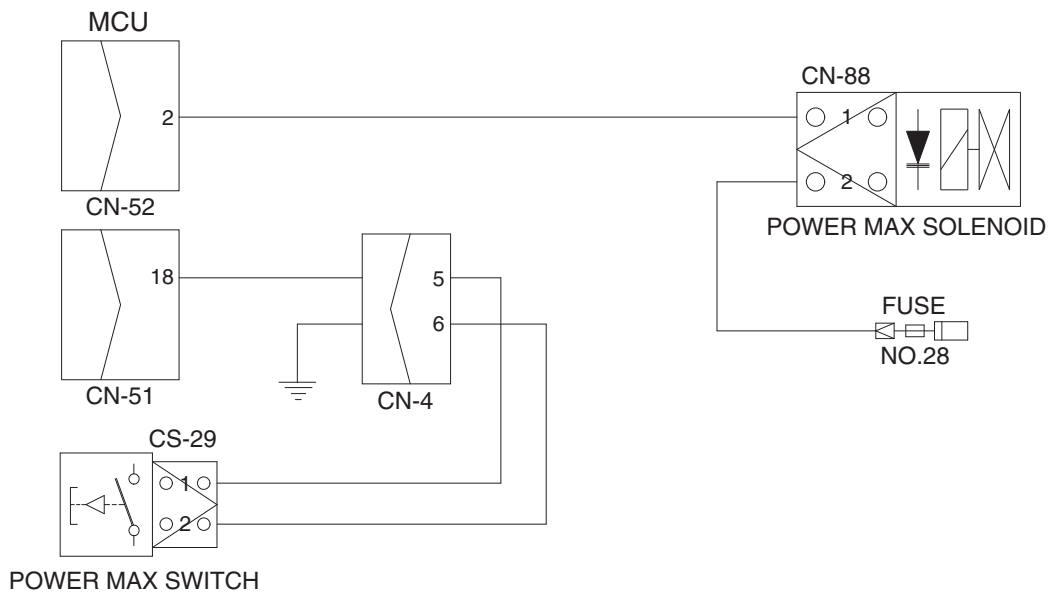 MCU
2
CN-52
CN-88
1
2
POWER MAX SOLENOID
18
CN-51
5
6
CN-4
FUSE
NO.28
CS-29
1
2
POWER MAX SWITCH